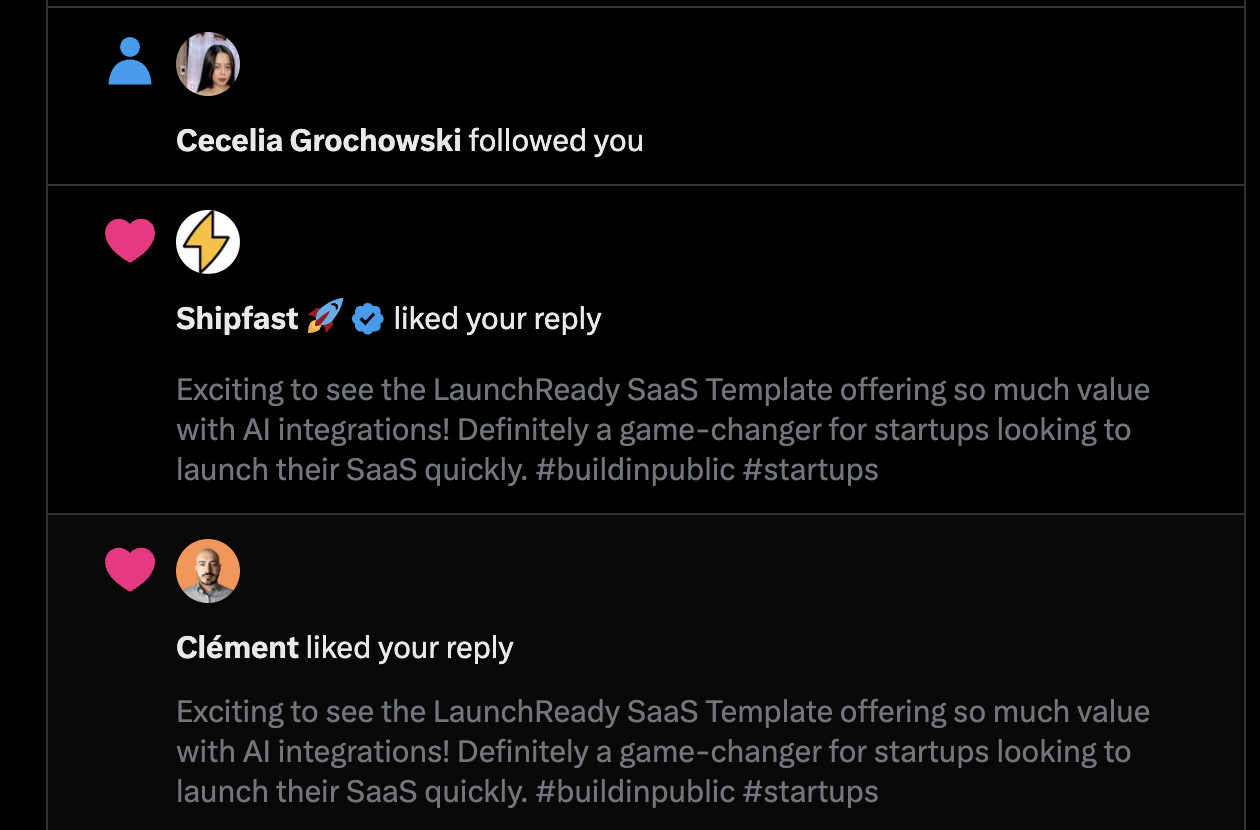 Cecelia Grochowski followed you
Shipfast 🚀 liked your reply
Exciting to see the LaunchReady SaaS Template offering so much value
with AI integrations! Definitely a game-changer for startups looking to
launch their SaaS quickly. #buildinpublic #startups
Clément liked your reply
Exciting to see the LaunchReady SaaS Template offering so much value
with AI integrations! Definitely a game-changer for startups looking to
launch their SaaS quickly. #buildinpublic #startups